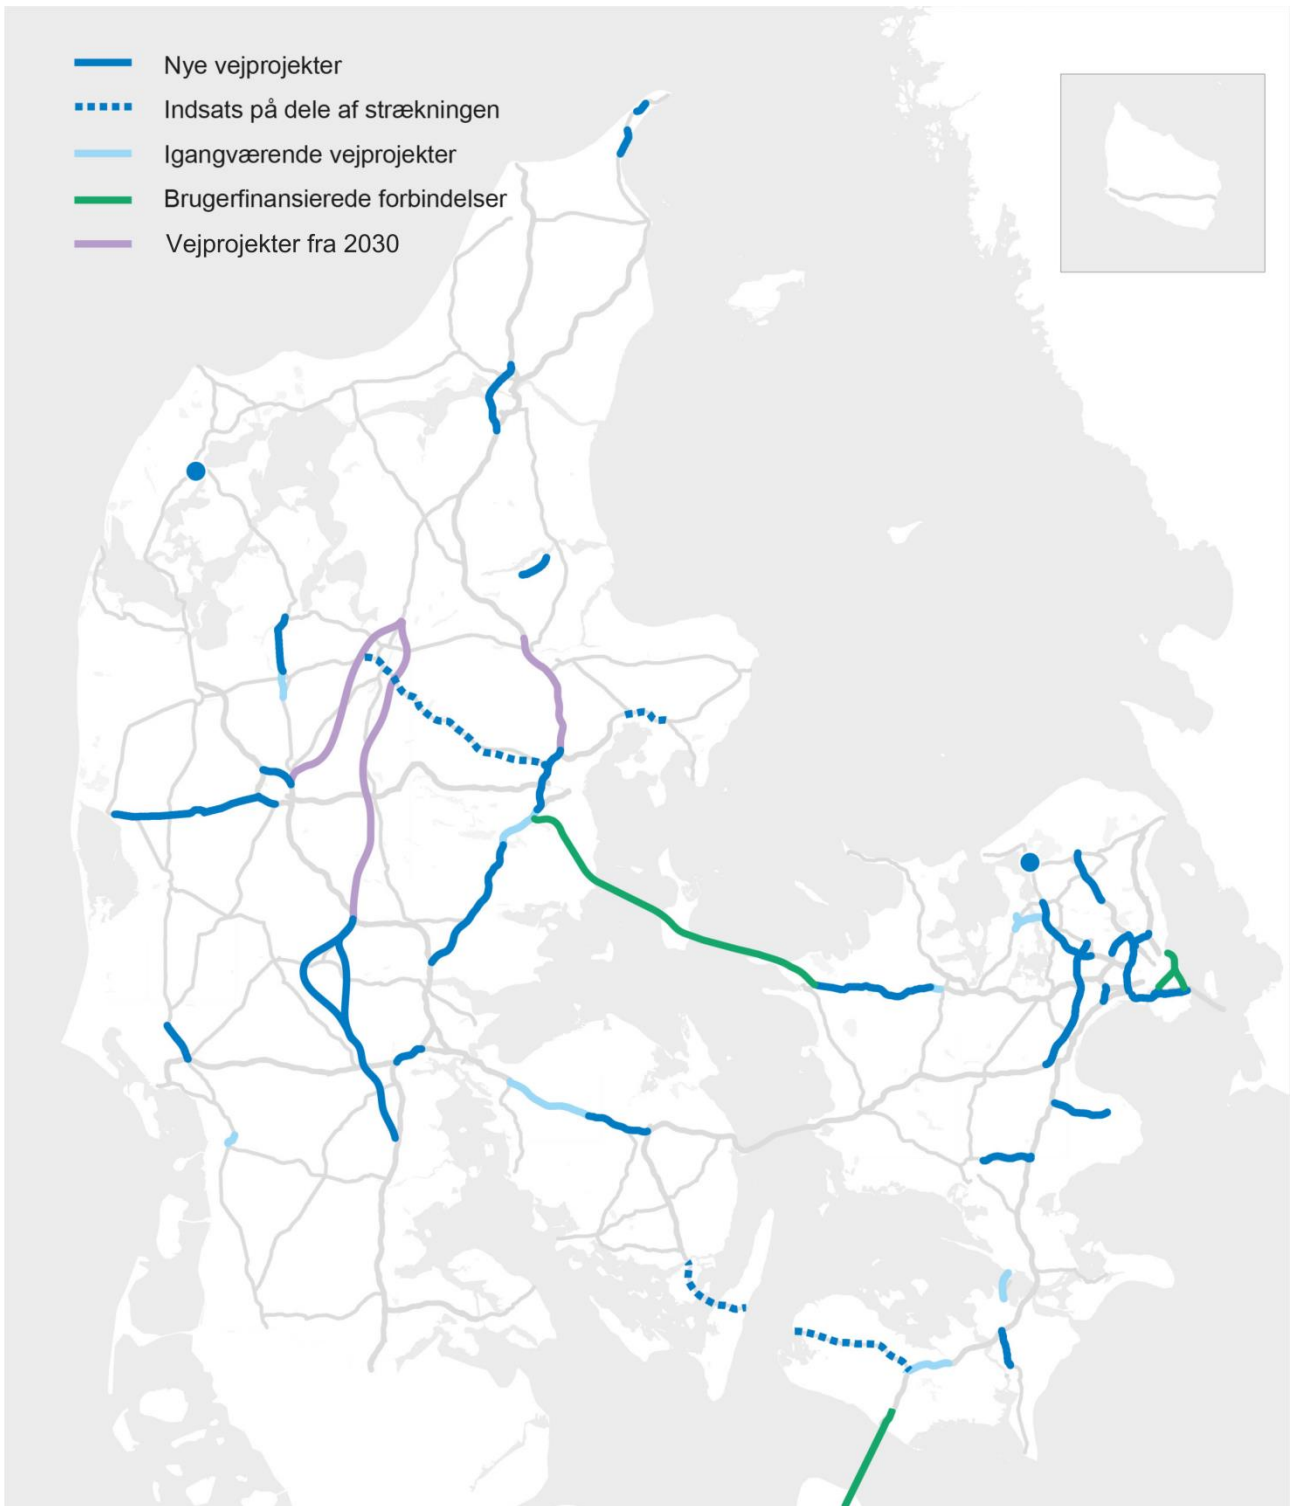 Nye vejprojekter
Indsats på dele af strækningen
Igangværende vejprojekter
Brugerfinansierede forbindelser
Vejprojekter fra 2030